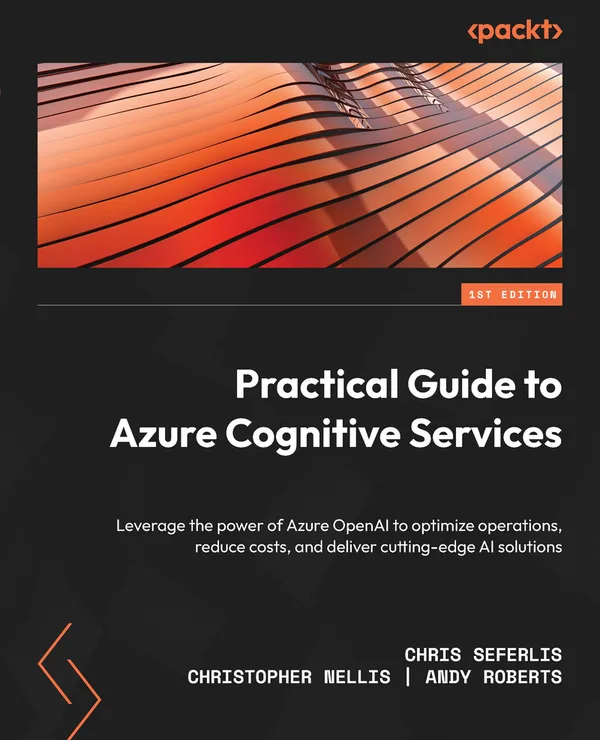 <packt>
1ST EDITION
Practical Guide to
Azure Cognitive Services
Leverage the power of Azure OpenAI to optimize operations,
reduce costs, and deliver cutting-edge AI solutions
CHRIS SEFERLIS
CHRISTOPHER NELLIS | ANDY ROBERTS